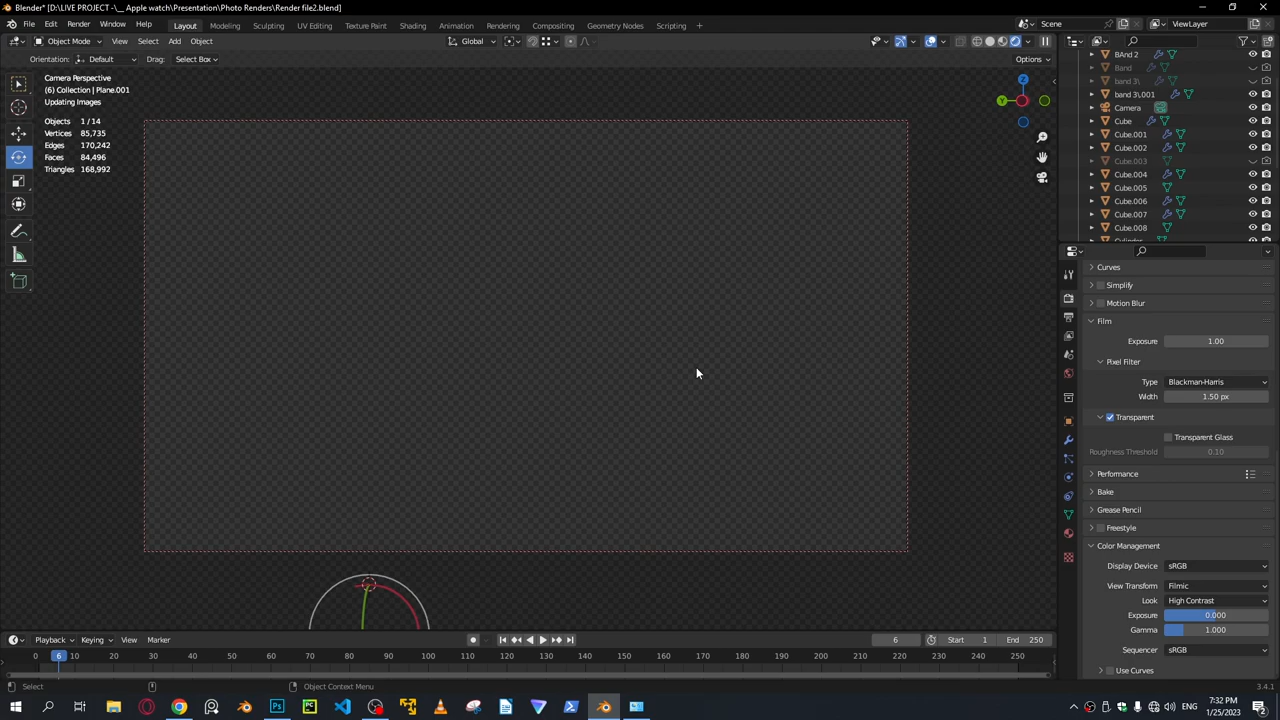 Blender* [D:\LIVE PROJECT -\__ Apple watch\Presentation\Photo Renders\Render file2.blend]
File Edit Render Window Help Layout Modeling Sculpting UV Editing Texture Paint Shading Animation Rendering Compositing Geometry Nodes Scripting + Scene ViewLayer
Object Mode View Select Add Object Global
Orientation: Default Drag: Select Box Options
Camera Perspective
(6) Collection | Plane.001
Updating Images
Objects 1 / 14
Vertices 85,735
Edges 170,242
Faces 84,496
Triangles 168,992
Z
Y
BAnd 2
Band
band 3\
band 3\.001
Camera
Cube
Cube.001
Cube.002
Cube.003
Cube.004
Cube.005
Cube.006
Cube.007
Cube.008
Cylinder
Curves
Simplify
Motion Blur
Film
Exposure 1.00
Pixel Filter
Type Blackman-Harris
Width 1.50 px
Transparent
Transparent Glass
Roughness Threshold 0.10
Performance
Bake
Grease Pencil
Freestyle
Color Management
Display Device sRGB
View Transform Filmic
Look High Contrast
Exposure 0.000
Gamma 1.000
Sequencer sRGB
Use Curves
Playback Keying View Marker 6 Start 1 End 250
0 6 10 20 30 40 50 60 70 80 90 100 110 120 130 140 150 160 170 180 190 200 210 220 230 240 250
Select Object Context Menu 3.4.1
7:32 PM
1/25/2023